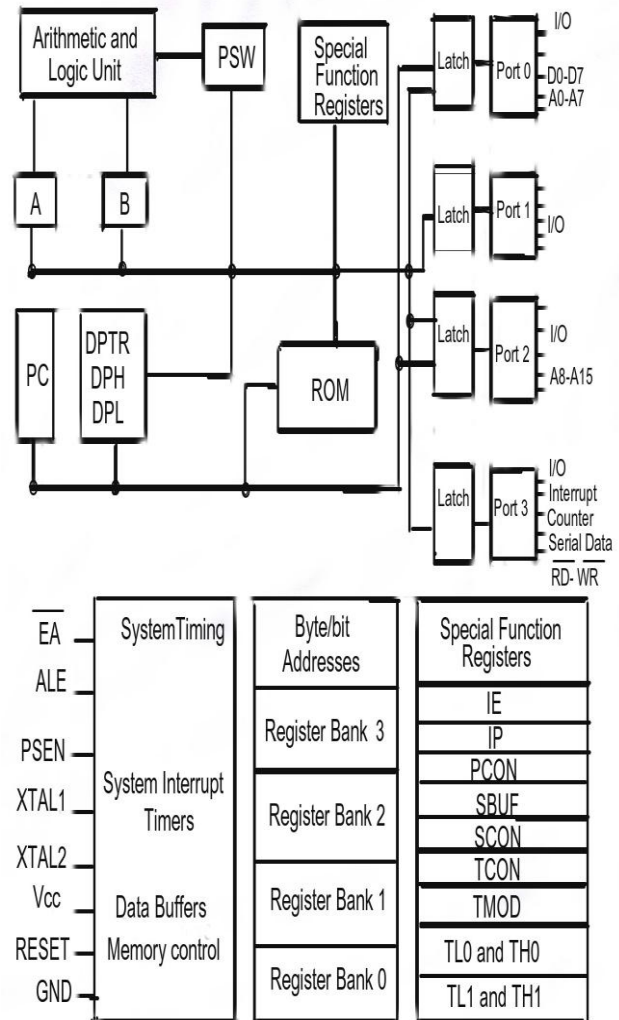 Arithmetic and
Logic Unit
PSW
Special
Function
Registers
Latch
Port 0
I/O
D0-D7
A0-A7
A
B
Latch
Port 1
I/O
PC
DPTR
DPH
DPL
ROM
Latch
Port 2
I/O
A8-A15
Latch
Port 3
I/O
Interrupt
Counter
Serial Data
RD- WR
EA
ALE
PSEN
XTAL1
XTAL2
Vcc
RESET
GND
SystemTiming
System Interrupt
Timers
Data Buffers
Memory control
Byte/bit
Addresses
Register Bank 3
Register Bank 2
Register Bank 1
Register Bank 0
Special Function
Registers
IE
IP
PCON
SBUF
SCON
TCON
TMOD
TL0 and TH0
TL1 and TH1